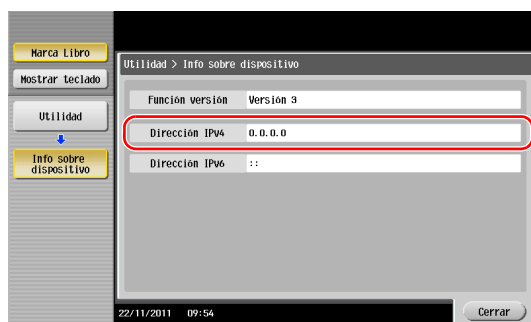 Marca Libro
Mostrar teclado
Utilidad
Info sobre
dispositivo
Utilidad > Info sobre dispositivo
Función versión Versión 3
Dirección IPv4 0.0.0.0
Dirección IPv6 ::
22/11/2011 09:54
Cerrar